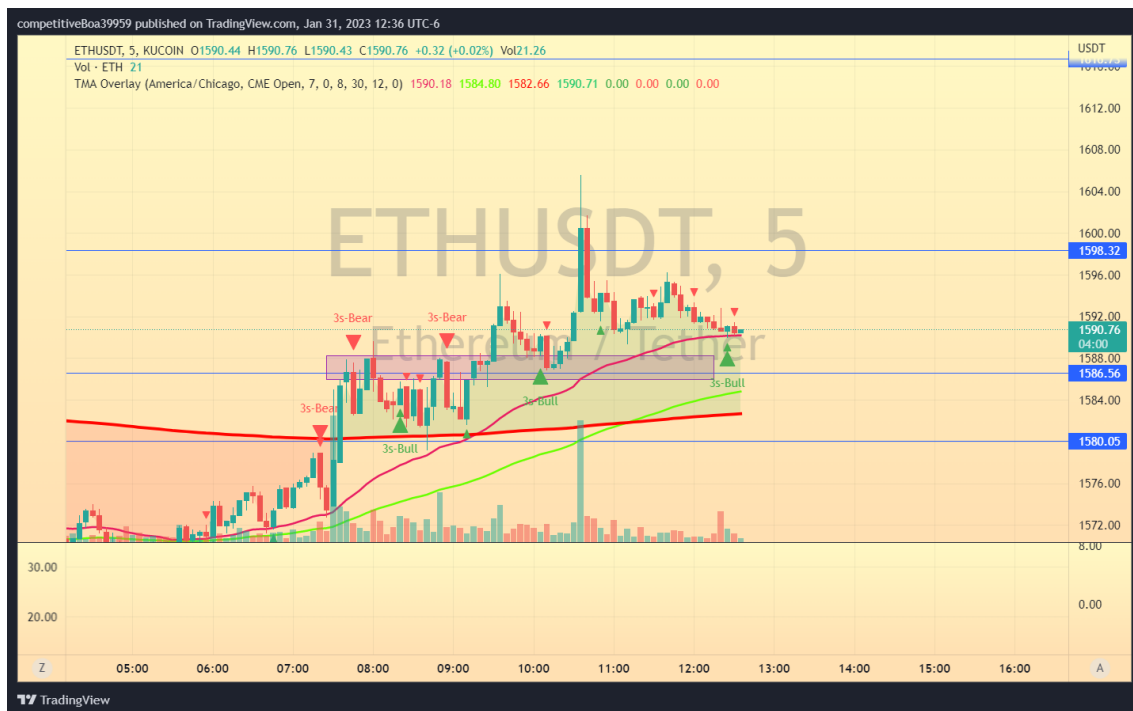 competitiveBoa39959 published on TradingView.com, Jan 31, 2023 12:36 UTC-6
ETHUSDT, 5, KUCOIN O1590.44 H1590.76 L1590.43 C1590.76 +0.32 (+0.02%) Vol21.26
USDT
Vol · ETH 21
TMA Overlay (America/Chicago, CME Open, 7, 0, 8, 30, 12, 0) 1590.18 1584.80 1582.66 1590.71 0.00 0.00 0.00 0.00
1612.00
1608.00
1604.00
ETHUSDT, 5
1600.00
1598.32
1596.00
1592.00
3s-Bear
3s-Bear
Ethereum / Tether
1590.76
04:00
1588.00
1586.56
3s-Bull
1584.00
3s-Bull
3s-Bear
1580.05
3s-Bull
1576.00
1572.00
8.00
30.00
0.00
20.00
Z
05:00
06:00
07:00
08:00
09:00
10:00
11:00
12:00
13:00
14:00
15:00
16:00
A
TradingView